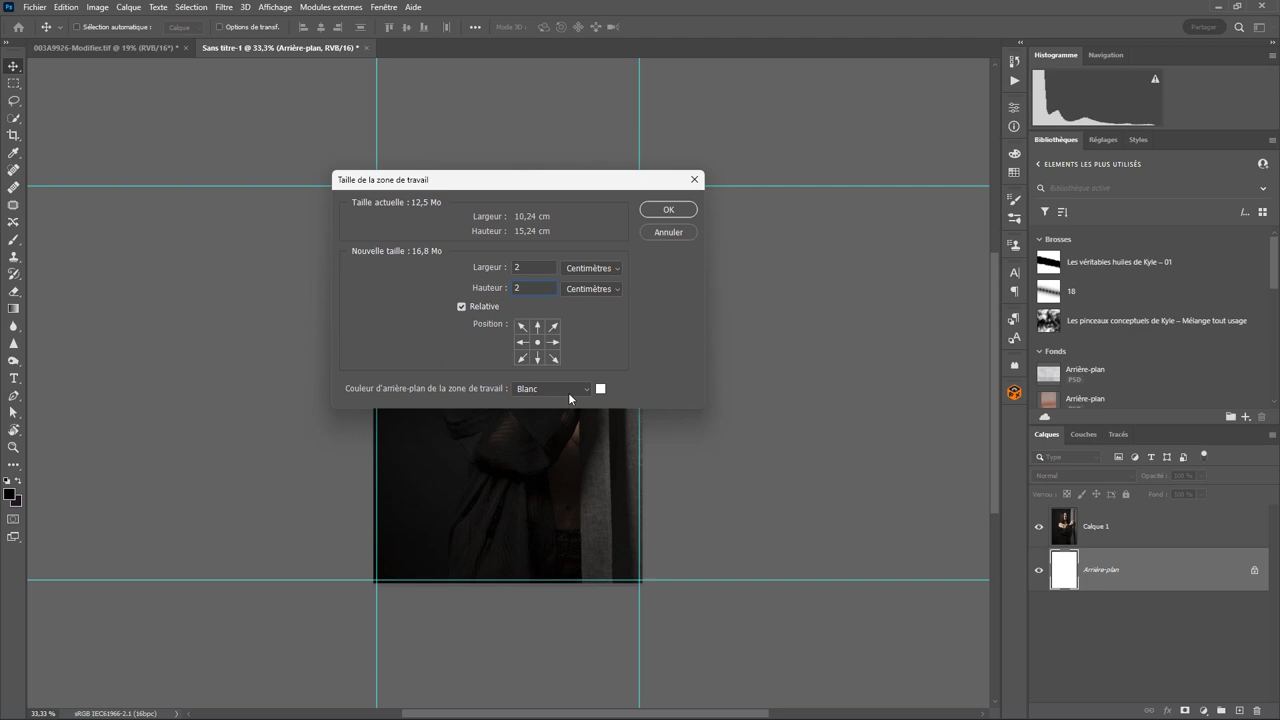 Ps Fichier Edition Image Calque Texte Sélection Filtre 3D Affichage Modules externes Fenêtre Aide
Sélection automatique : Calque Options de transf. Mode 3D : Partager
003A9926-Modifier.tif @ 19% (RVB/16*) * × Sans titre-1 @ 33,3% (Arrière-plan, RVB/16) * ×
Histogramme Navigation
Bibliothèques Réglages Styles
ELEMENTS LES PLUS UTILISÉS
Bibliothèque active
Brosses
Les véritables huiles de Kyle – 01
18
Les pinceaux conceptuels de Kyle – Mélange tout usage
Fonds
Arrière-plan
PSD
Arrière-plan
PSD
Calques Couches Tracés
Type
Normal Opacité : 100 %
Verrou : Fond : 100 %
Calque 1
Arrière-plan
Taille de la zone de travail
Taille actuelle : 12,5 Mo
Largeur : 10,24 cm
Hauteur : 15,24 cm
OK
Annuler
Nouvelle taille : 16,8 Mo
Largeur : 2 Centimètres
Hauteur : 2 Centimètres
Relative
Position :
Couleur d'arrière-plan de la zone de travail : Blanc
33,33 % sRGB IEC61966-2.1 (16bpc)